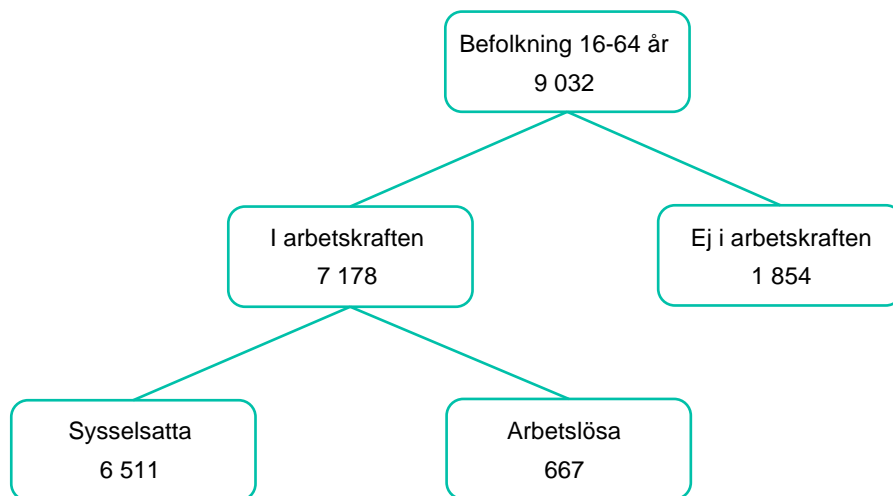 Befolkning 16-64 år
9 032
I arbetskraften
7 178
Ej i arbetskraften
1 854
Sysselsatta
6 511
Arbetslösa
667